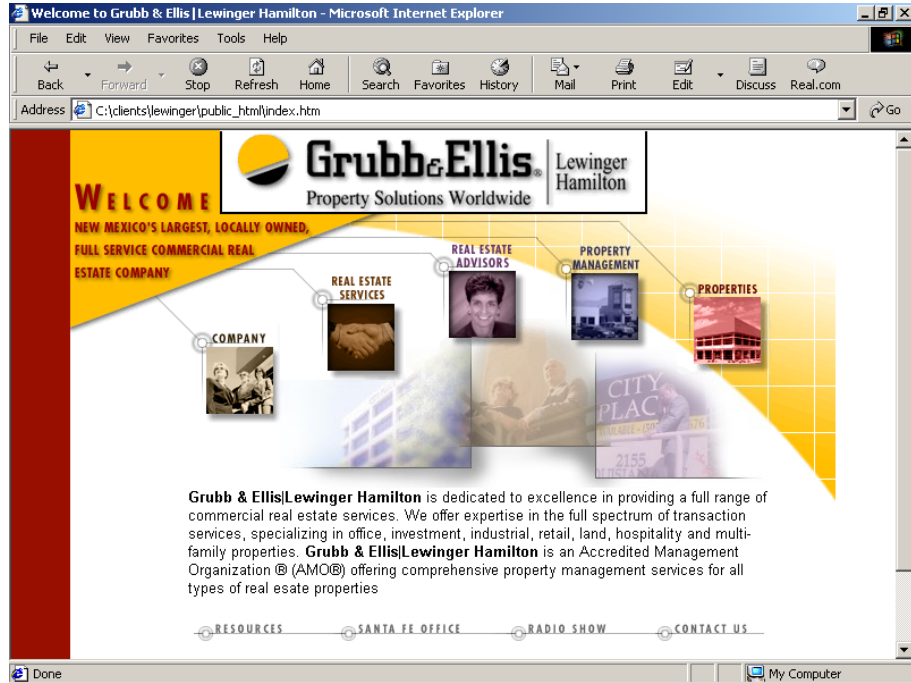 Welcome to Grubb & Ellis|Lewinger Hamilton - Microsoft Internet Explorer
File Edit View Favorites Tools Help
Back Forward Stop Refresh Home Search Favorites History Mail Print Edit Discuss Real.com
Address C:\clients\lewinger\public_html\index.htm Go
Grubb&Ellis® Lewinger
Hamilton
Property Solutions Worldwide
WELCOME
NEW MEXICO'S LARGEST, LOCALLY OWNED,
FULL SERVICE COMMERCIAL REAL
ESTATE COMPANY
COMPANY
REAL ESTATE
SERVICES
REAL ESTATE
ADVISORS
PROPERTY
MANAGEMENT
PROPERTIES
CITY
PLAC
AILABLE - (50
676
2155
OUISIAN
Grubb & Ellis|Lewinger Hamilton is dedicated to excellence in providing a full range of
commercial real estate services. We offer expertise in the full spectrum of transaction
services, specializing in office, investment, industrial, retail, land, hospitality and multi-
family properties. Grubb & Ellis|Lewinger Hamilton is an Accredited Management
Organization ® (AMO®) offering comprehensive property management services for all
types of real esate properties
RESOURCES SANTA FE OFFICE RADIO SHOW CONTACT US
Done My Computer